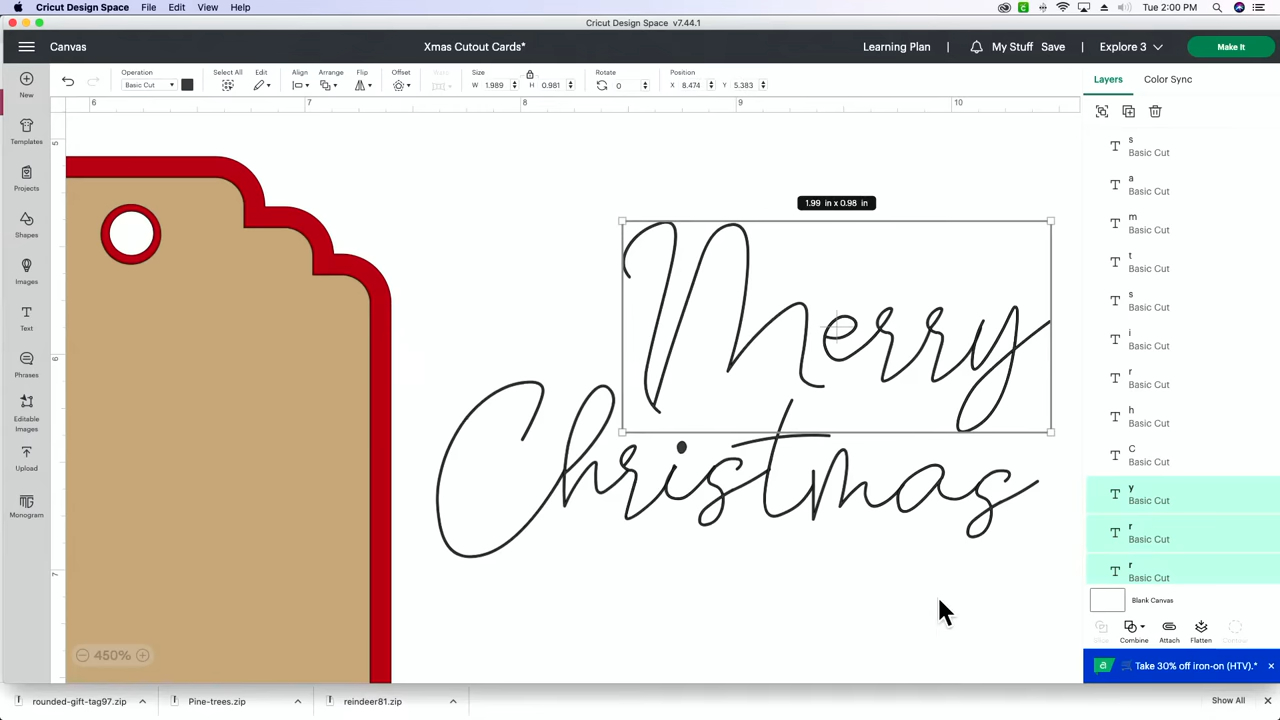 Cricut Design Space File Edit View Help Tue 2:00 PM
Cricut Design Space v7.44.1
Canvas Xmas Cutout Cards* Learning Plan | My Stuff Save | Explore 3 Make It
Operation Select All Edit Align Arrange Flip Offset Size Rotate Position
Basic Cut W 1.989 H 0.981 0 X 8.474 Y 5.383
Layers Color Sync
6 7 8 9 10
5
6
7
New
Templates
Projects
Shapes
Images
Text
Phrases
Editable
Images
Upload
Monogram
1.99 in x 0.98 in
Merry
Christmas
450%
s
Basic Cut
a
Basic Cut
m
Basic Cut
t
Basic Cut
s
Basic Cut
i
Basic Cut
r
Basic Cut
h
Basic Cut
C
Basic Cut
y
Basic Cut
r
Basic Cut
r
Basic Cut
Blank Canvas
Slice Combine Attach Flatten Contour
Take 30% off iron-on (HTV).*
rounded-gift-tag97.zip Pine-trees.zip reindeer81.zip Show All